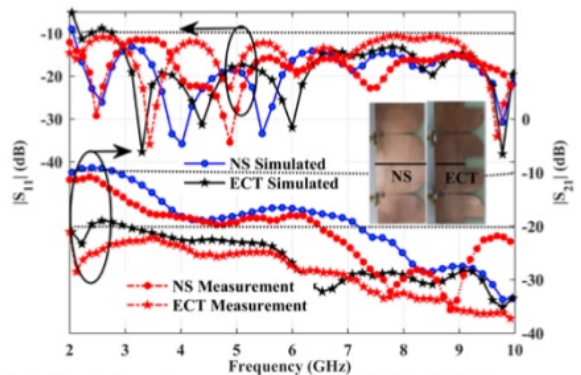 -10
-20
-30
-40
|S11| (dB)
0
-10
-20
-30
-40
|S21| (dB)
NS Simulated
ECT Simulated
NS
ECT
NS Measurement
ECT Measurement
2 3 4 5 6 7 8 9 10
Frequency (GHz)